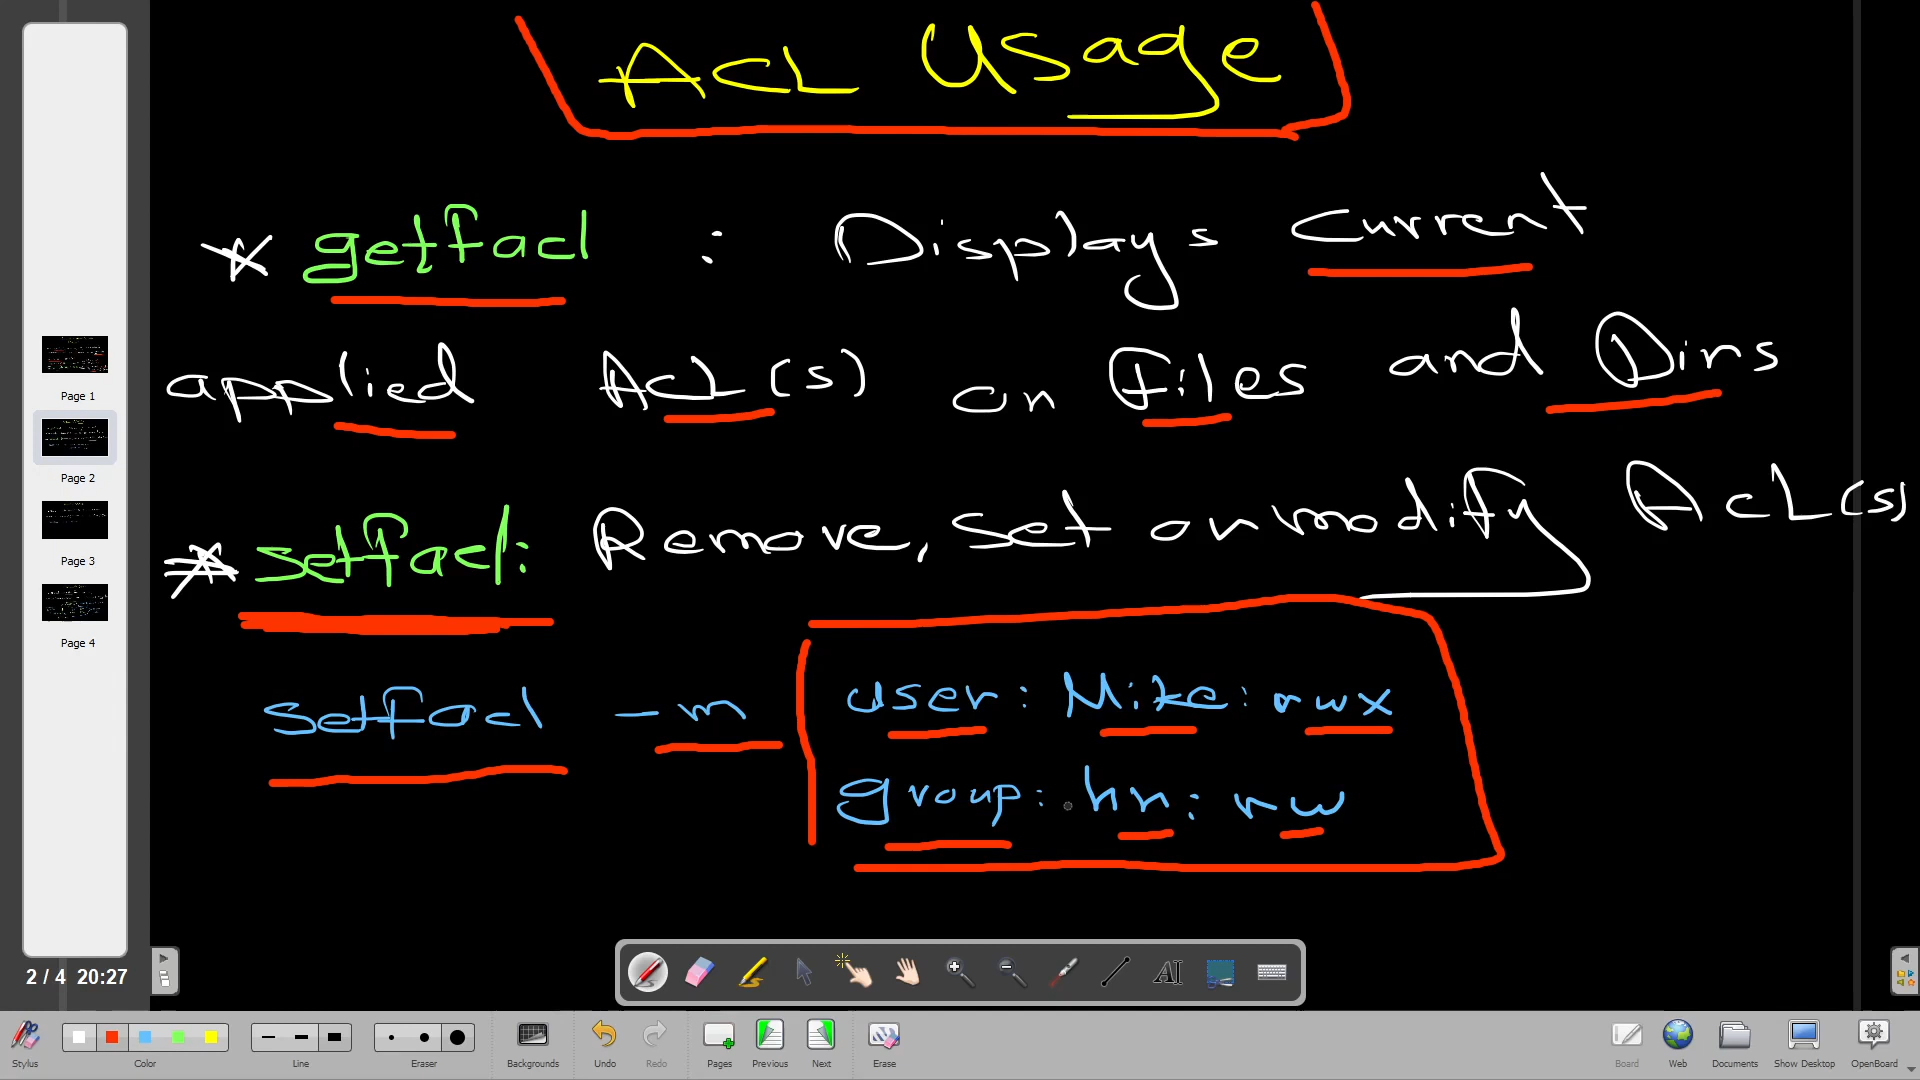 ACL Usage
* getfacl : Displays current
applied ACL(s) on Files and Dirs
* setfacl: Remove, set or modify ACL(s)
setfacl -m user: Mike: rwx
group: hr: rw
Page 1
Page 2
Page 3
Page 4
2 / 4 20:27
Stylus
Color
Line
Eraser
Backgrounds
Undo
Redo
Pages
Previous
Next
Erase
Board
Web
Documents
Show Desktop
OpenBoard
AI